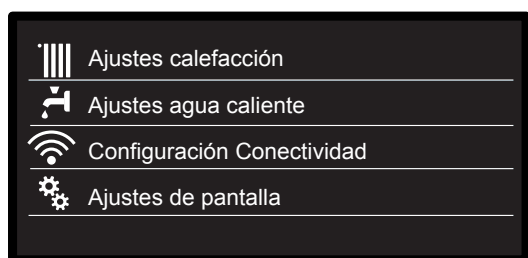 Ajustes calefacción
Ajustes agua caliente
Configuración Conectividad
Ajustes de pantalla